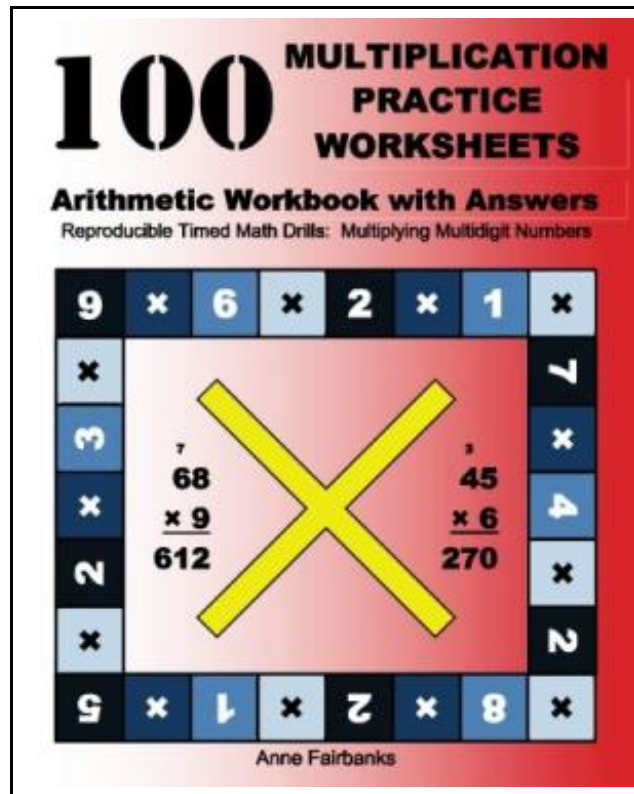 100
MULTIPLICATION
PRACTICE
WORKSHEETS
Arithmetic Workbook with Answers
Reproducible Timed Math Drills: Multiplying Multidigit Numbers
9 × 6 × 2 × 1 ×
× 7
3 ×
× 4
2 ×
× 2
5 × 1 × 2 × 8 ×
7
68
× 9
612
3
45
× 6
270
Anne Fairbanks